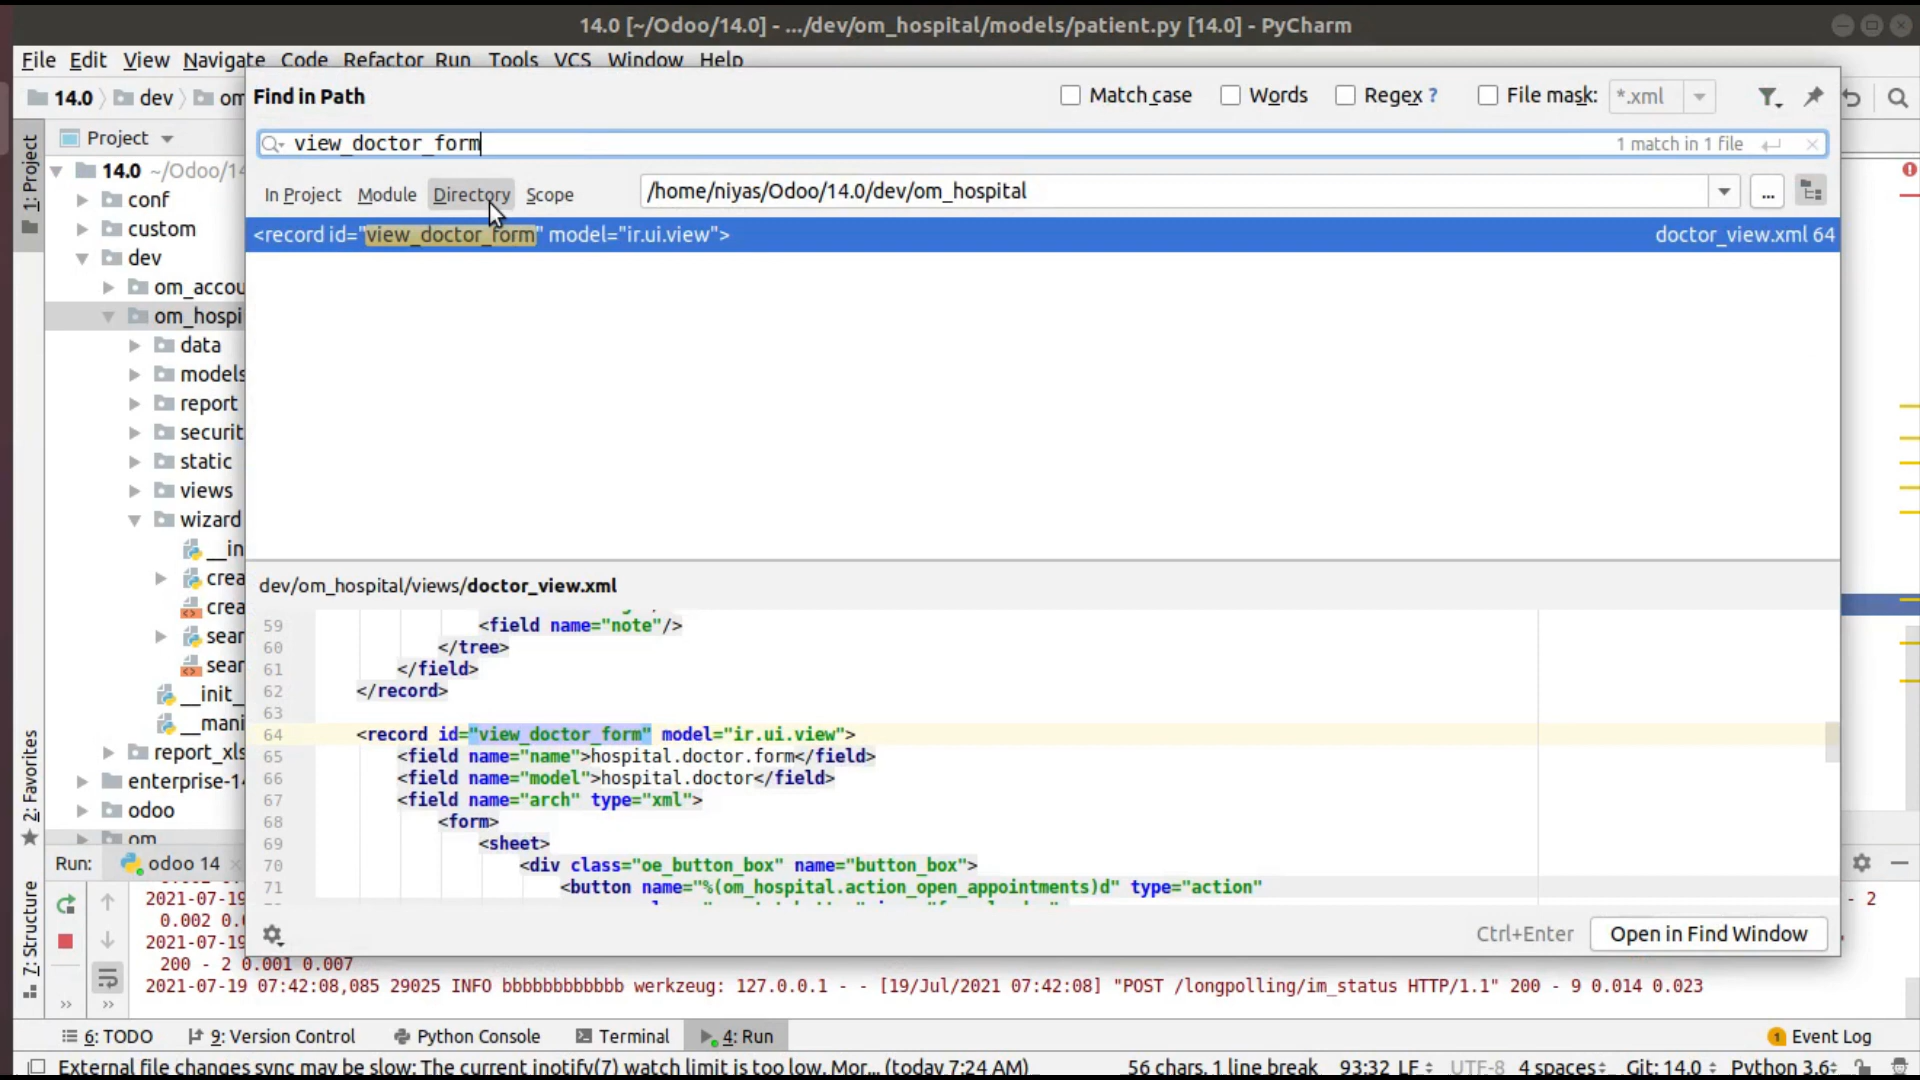 14.0 [~/Odoo/14.0] - .../dev/om_hospital/models/patient.py [14.0] - PyCharm
File Edit View Navigate Code Refactor Run Tools VCS Window Help
14.0 dev om
Find in Path
Match case Words Regex ? File mask: *.xml
Project
view_doctor_form
1 match in 1 file
In Project Module Directory Scope
/home/niyas/Odoo/14.0/dev/om_hospital
...
<record id="view_doctor_form" model="ir.ui.view">
doctor_view.xml 64
1: Project
14.0 ~/Odoo/14
conf
custom
dev
om_accou
om_hospi
data
models
report
securit
static
views
wizard
__in
crea
crea
sear
sear
__init_
__mani
report_xls
enterprise-14
odoo
om
2: Favorites
7: Structure
dev/om_hospital/views/doctor_view.xml
59 <field name="note"/>
60 </tree>
61 </field>
62 </record>
63
64 <record id="view_doctor_form" model="ir.ui.view">
65 <field name="name">hospital.doctor.form</field>
66 <field name="model">hospital.doctor</field>
67 <field name="arch" type="xml">
68 <form>
69 <sheet>
70 <div class="oe_button_box" name="button_box">
71 <button name="%(om_hospital.action_open_appointments)d" type="action"
Ctrl+Enter Open in Find Window
Run: odoo 14
2021-07-19
- 2
0.002 0.0
2021-07-19
200 - 2 0.001 0.007
2021-07-19 07:42:08,085 29025 INFO bbbbbbbbbbbb werkzeug: 127.0.0.1 - - [19/Jul/2021 07:42:08] "POST /longpolling/im_status HTTP/1.1" 200 - 9 0.014 0.023
6: TODO 9: Version Control Python Console Terminal 4: Run
1 Event Log
External file changes sync may be slow: The current inotify(7) watch limit is too low. Mor... (today 7:24 AM)
56 chars, 1 line break 93:32 LF UTF-8 4 spaces Git: 14.0 Python 3.6